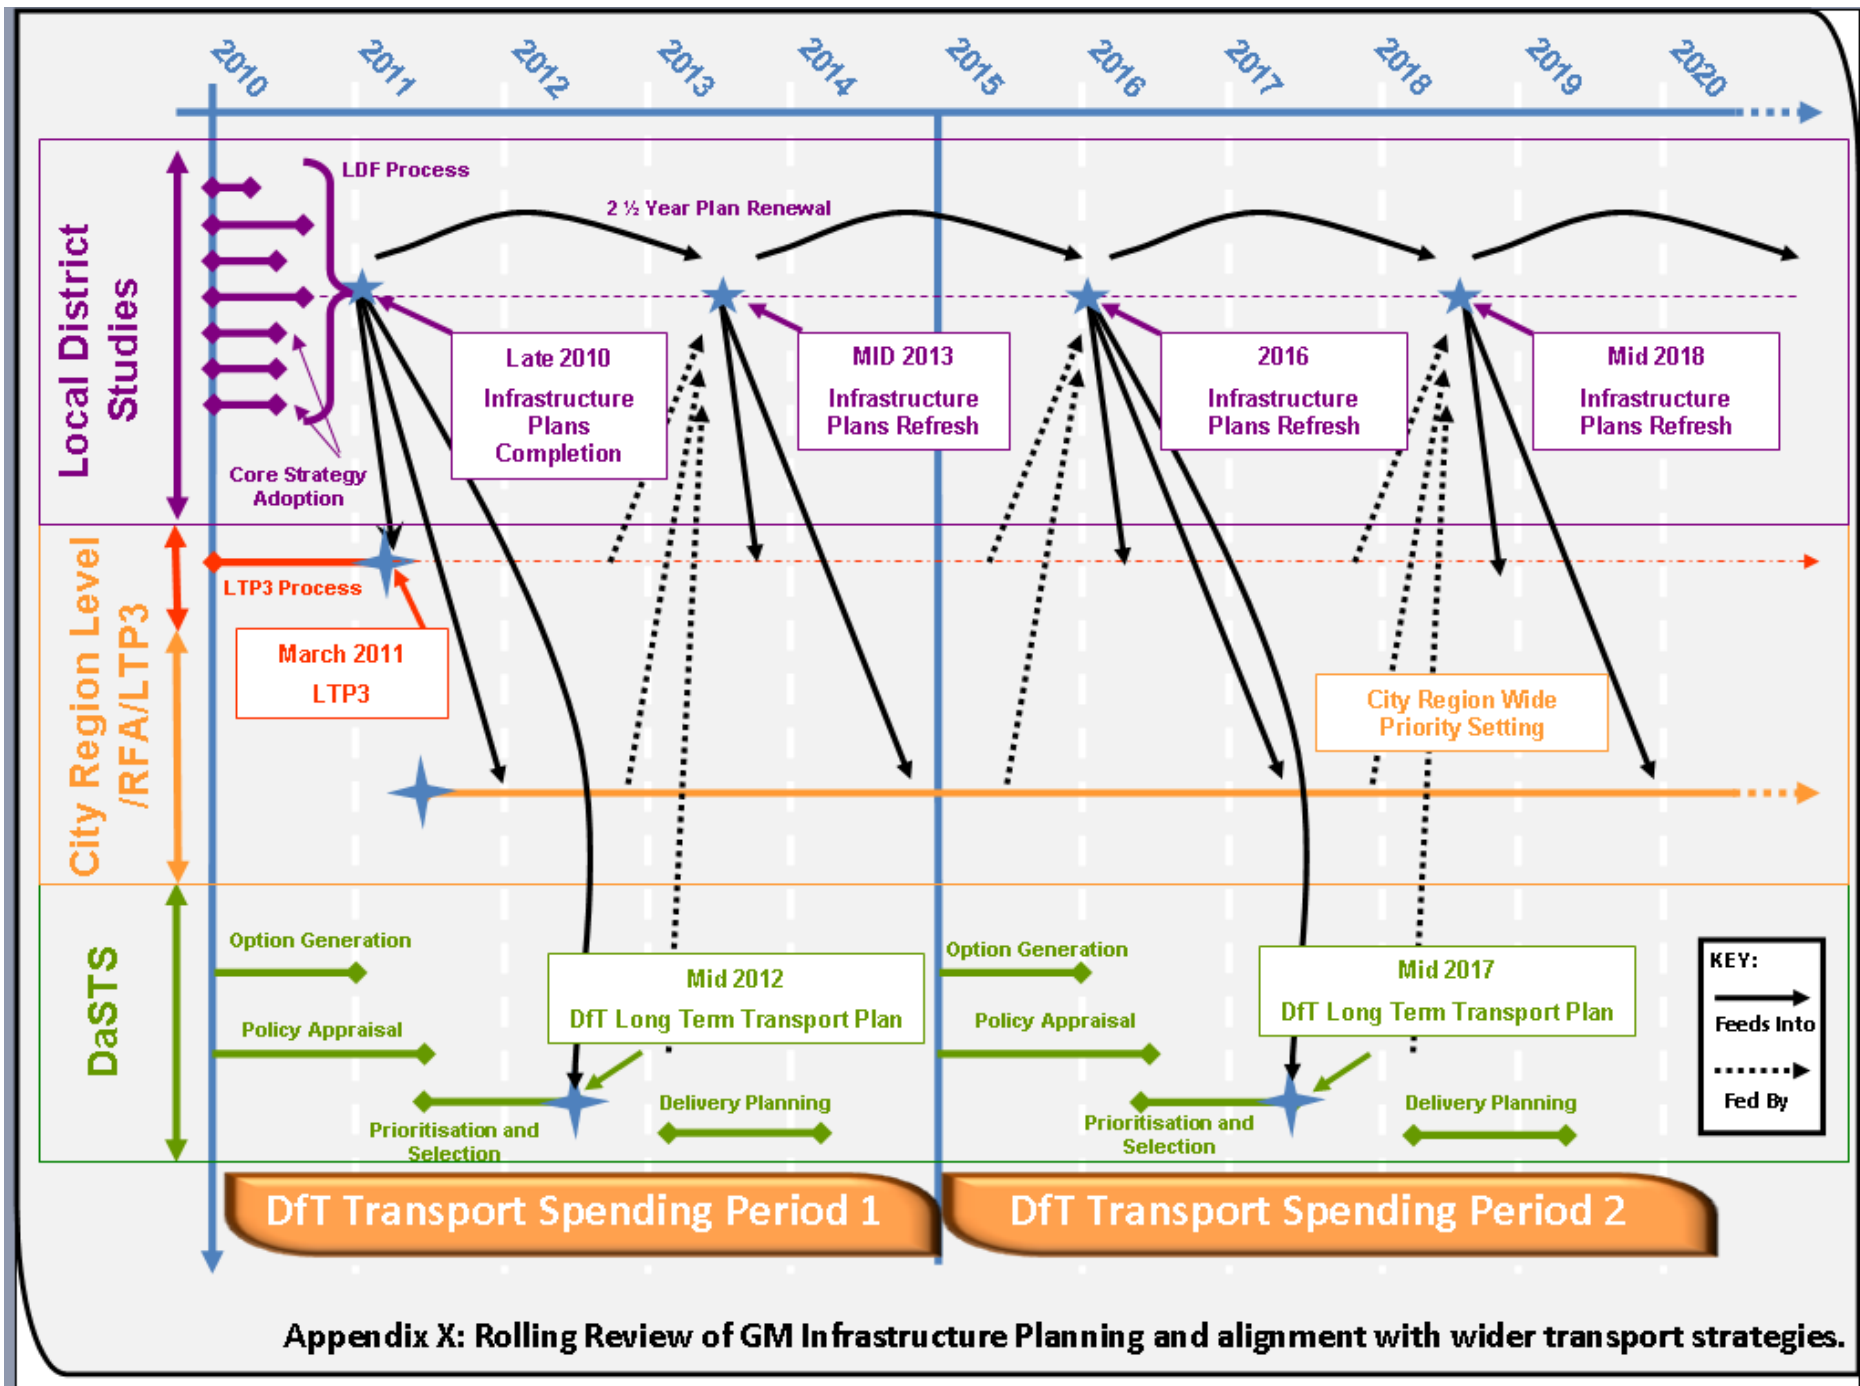 2010
2011
2012
2013
2014
2015
2016
2017
2018
2019
2020
Local District
Studies
LDF Process
2 ½ Year Plan Renewal
Late 2010
Infrastructure
Plans
Completion
MID 2013
Infrastructure
Plans Refresh
2016
Infrastructure
Plans Refresh
Mid 2018
Infrastructure
Plans Refresh
Core Strategy
Adoption
City Region Level
/RFA/LTP3
LTP3 Process
March 2011
LTP3
City Region Wide
Priority Setting
DaSTS
Option Generation
Policy Appraisal
Prioritisation and
Selection
Mid 2012
DfT Long Term Transport Plan
Delivery Planning
Option Generation
Policy Appraisal
Prioritisation and
Selection
Mid 2017
DfT Long Term Transport Plan
Delivery Planning
KEY:
Feeds Into
Fed By
DfT Transport Spending Period 1
DfT Transport Spending Period 2
Appendix X: Rolling Review of GM Infrastructure Planning and alignment with wider transport strategies.